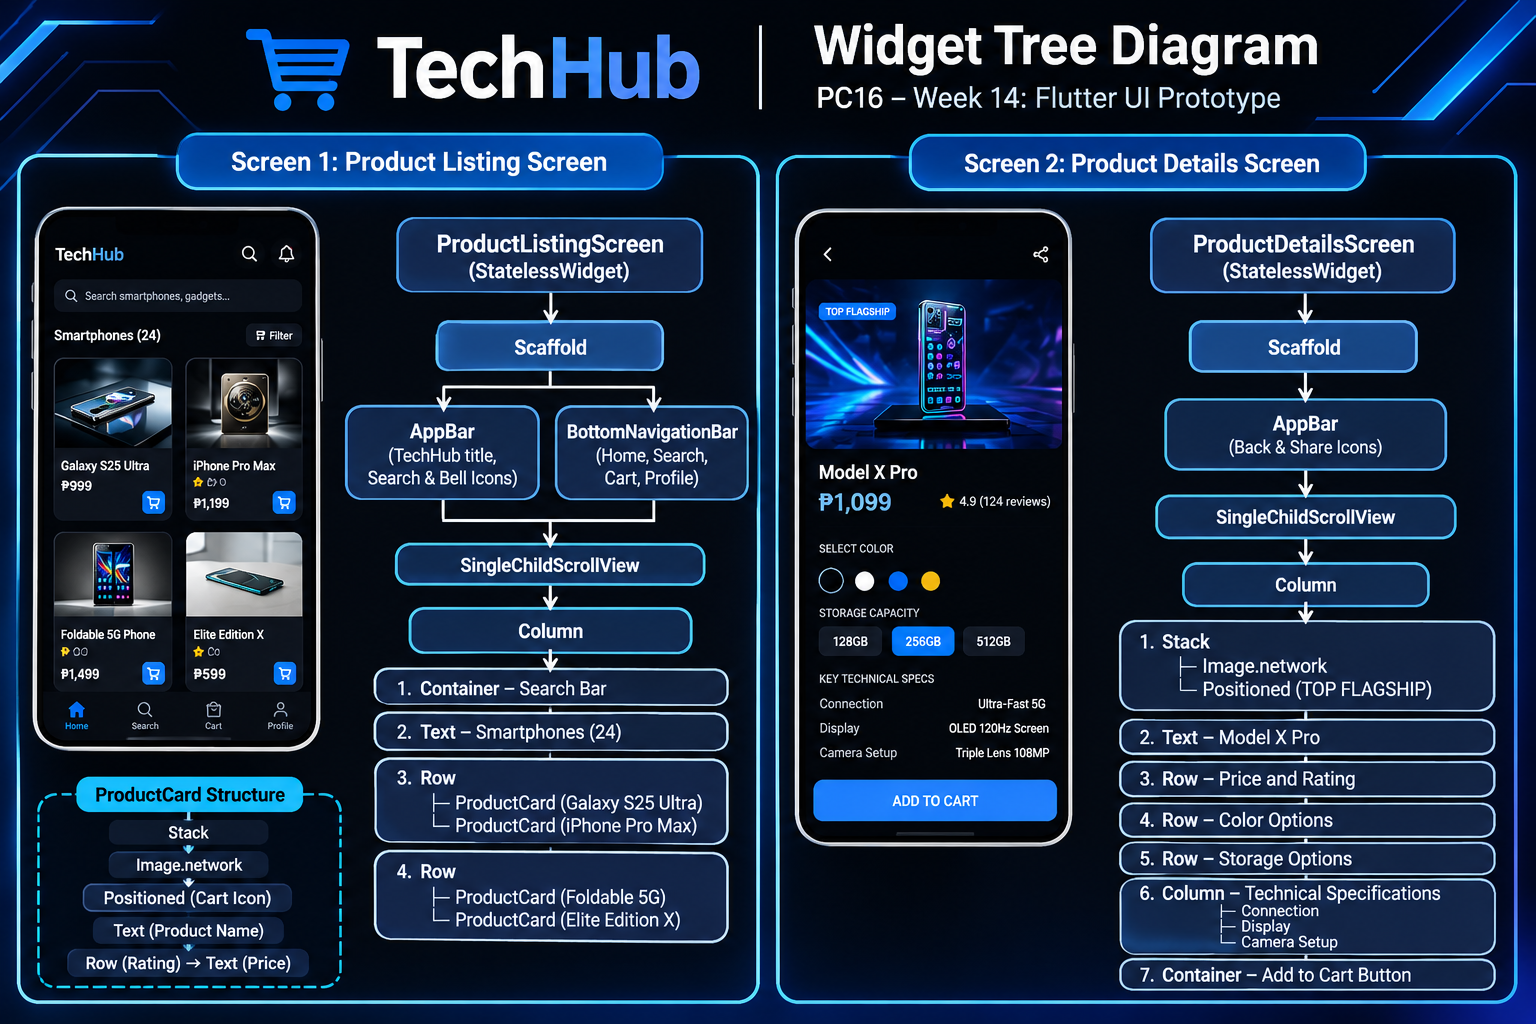 TechHub
Widget Tree Diagram
PC16 – Week 14: Flutter UI Prototype
Screen 1: Product Listing Screen
TechHub
Search smartphones, gadgets...
Smartphones (24)
Filter
Galaxy S25 Ultra
₱999
iPhone Pro Max
₱1,199
Foldable 5G Phone
₱1,499
Elite Edition X
₱599
Home
Search
Cart
Profile
ProductCard Structure
Stack
Image.network
Positioned (Cart Icon)
Text (Product Name)
Row (Rating) → Text (Price)
ProductListingScreen
(StatelessWidget)
Scaffold
AppBar
(TechHub title,
Search & Bell Icons)
BottomNavigationBar
(Home, Search,
Cart, Profile)
SingleChildScrollView
Column
1. Container – Search Bar
2. Text – Smartphones (24)
3. Row
ProductCard (Galaxy S25 Ultra)
ProductCard (iPhone Pro Max)
4. Row
ProductCard (Foldable 5G)
ProductCard (Elite Edition X)
Screen 2: Product Details Screen
TOP FLAGSHIP
Model X Pro
₱1,099
4.9 (124 reviews)
SELECT COLOR
STORAGE CAPACITY
128GB
256GB
512GB
KEY TECHNICAL SPECS
Connection
Ultra-Fast 5G
Display
OLED 120Hz Screen
Camera Setup
Triple Lens 108MP
ADD TO CART
ProductDetailsScreen
(StatelessWidget)
Scaffold
AppBar
(Back & Share Icons)
SingleChildScrollView
Column
1. Stack
Image.network
Positioned (TOP FLAGSHIP)
2. Text – Model X Pro
3. Row – Price and Rating
4. Row – Color Options
5. Row – Storage Options
6. Column – Technical Specifications
Connection
Display
Camera Setup
7. Container – Add to Cart Button